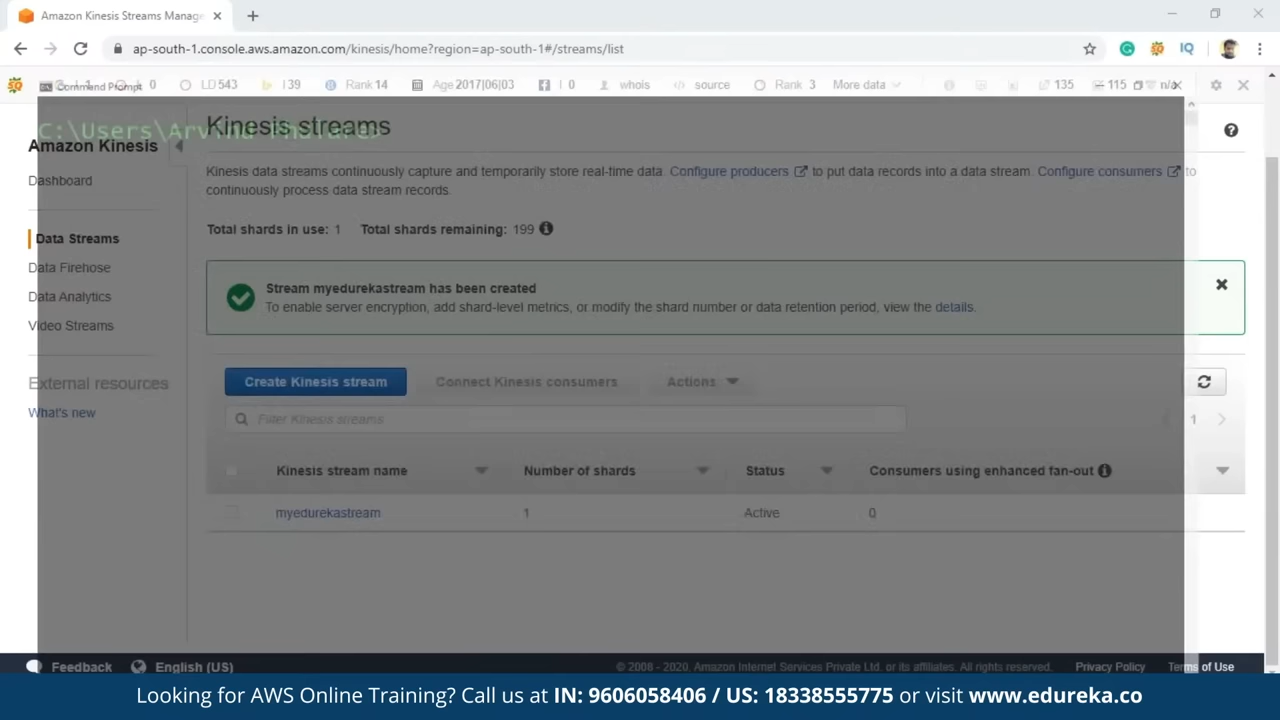 Amazon Kinesis Streams Manage
ap-south-1.console.aws.amazon.com/kinesis/home?region=ap-south-1#/streams/list
Command Prompt 0 LD 543 I 39 Rank 14 Age 2017|06|03 I 0 whois source Rank 3 More data 135 115 n/a
C:\Users\Arvind Phulare>
Kinesis streams
Amazon Kinesis
Dashboard
Data Streams
Data Firehose
Data Analytics
Video Streams
External resources
What's new
Kinesis data streams continuously capture and temporarily store real-time data. Configure producers to put data records into a data stream. Configure consumers to
continuously process data stream records.
Total shards in use: 1 Total shards remaining: 199
Stream myedurekastream has been created
To enable server encryption, add shard-level metrics, or modify the shard number or data retention period, view the details.
Create Kinesis stream Connect Kinesis consumers Actions
Filter Kinesis streams 1
Kinesis stream name Number of shards Status Consumers using enhanced fan-out
myedurekastream 1 Active 0
Feedback English (US) © 2008 - 2020, Amazon Internet Services Private Ltd. or its affiliates. All rights reserved. Privacy Policy Terms of Use
Looking for AWS Online Training? Call us at IN: 9606058406 / US: 18338555775 or visit www.edureka.co